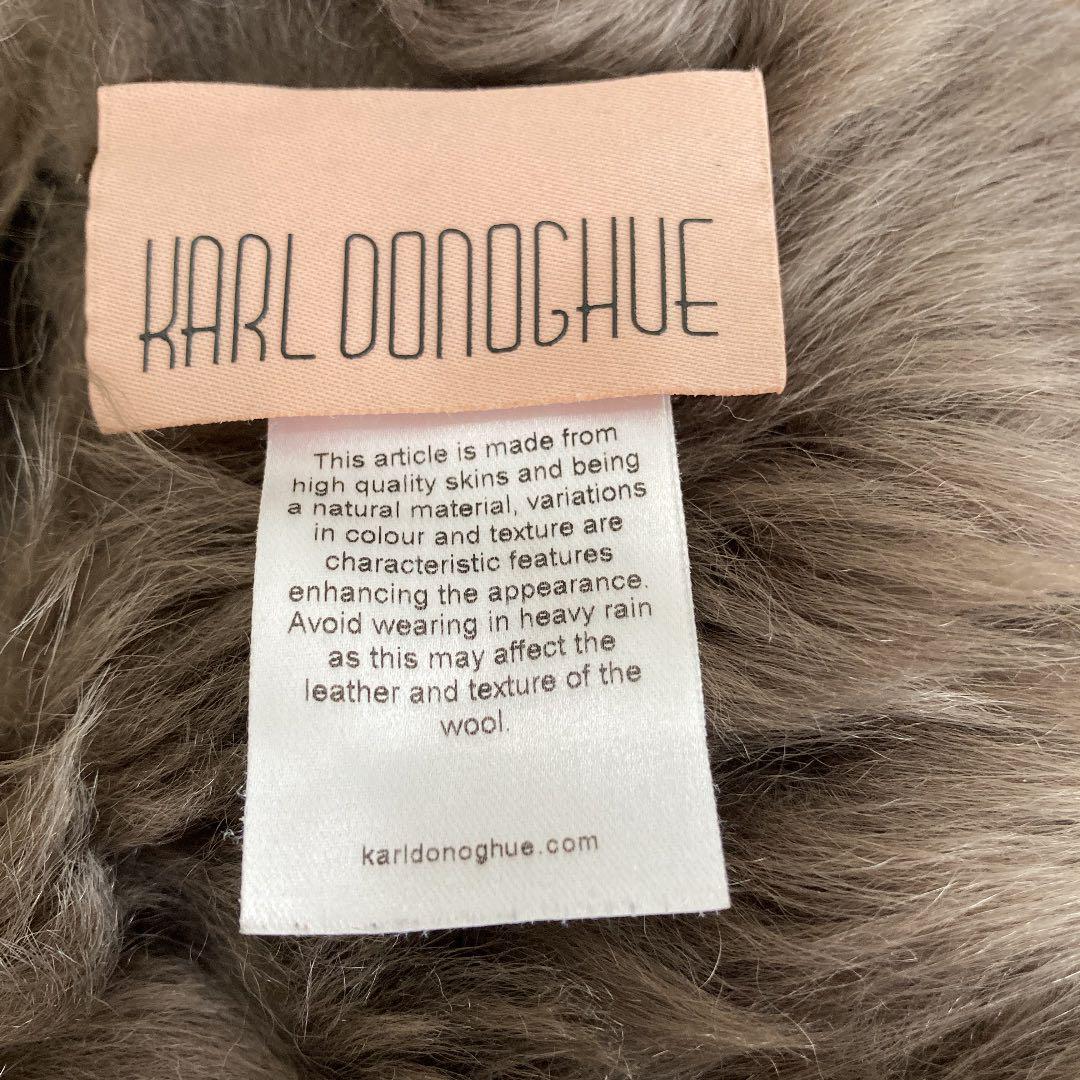 KARL DONOGHUE
This article is made from
high quality skins and being
a natural material, variations
in colour and texture are
characteristic features
enhancing the appearance.
Avoid wearing in heavy rain
as this may affect the
leather and texture of the
wool.
karldonoghue.com